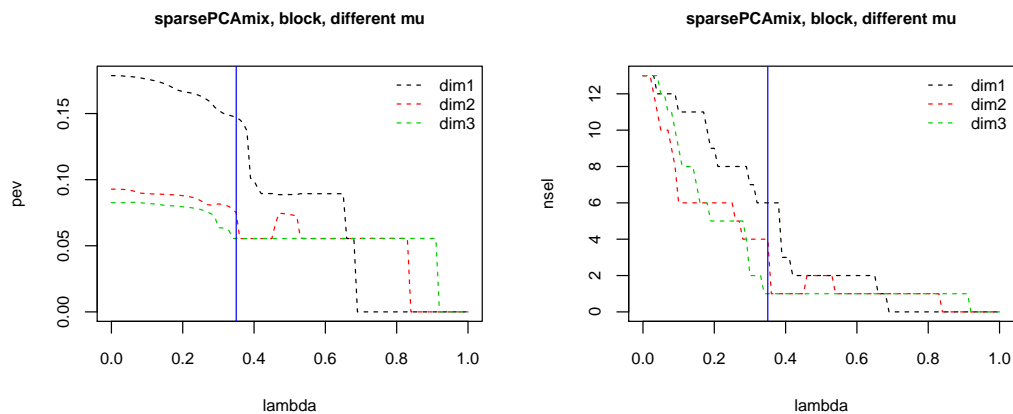 sparsePCAmix, block, different mu
dim1
dim2
dim3
pev
0.00
0.05
0.10
0.15
0.0 0.2 0.4 0.6 0.8 1.0
lambda
sparsePCAmix, block, different mu
dim1
dim2
dim3
nsel
0
2
4
6
8
12
0.0 0.2 0.4 0.6 0.8 1.0
lambda